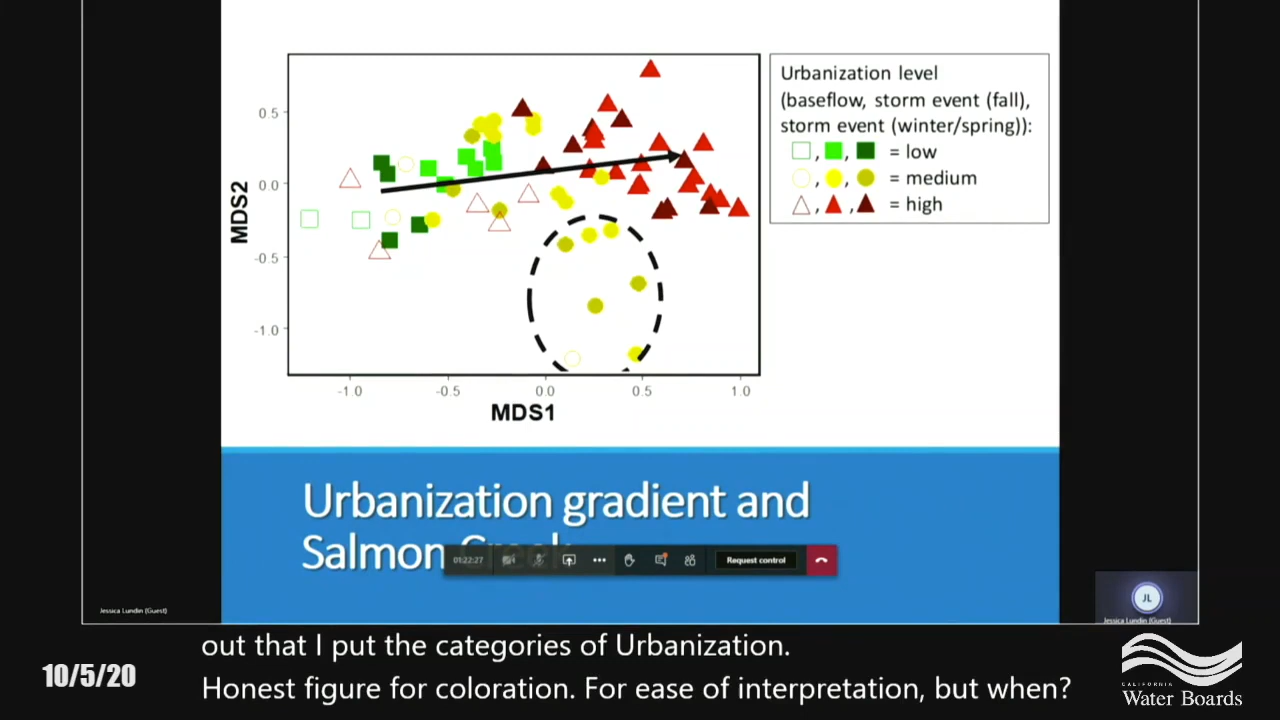 Urbanization level
(baseflow, storm event (fall),
storm event (winter/spring)):
, , = low
, , = medium
, , = high
MDS2
0.5
0.0
-0.5
-1.0
-1.0
-0.5
0.0
0.5
1.0
MDS1
Urbanization gradient and
Salmon Creek
01:22:27
Request control
JL
Jessica Lundin (Guest)
Jessica Lundin (Guest)
out that I put the categories of Urbanization.
Honest figure for coloration. For ease of interpretation, but when?
10/5/20
CALIFORNIA
Water Boards